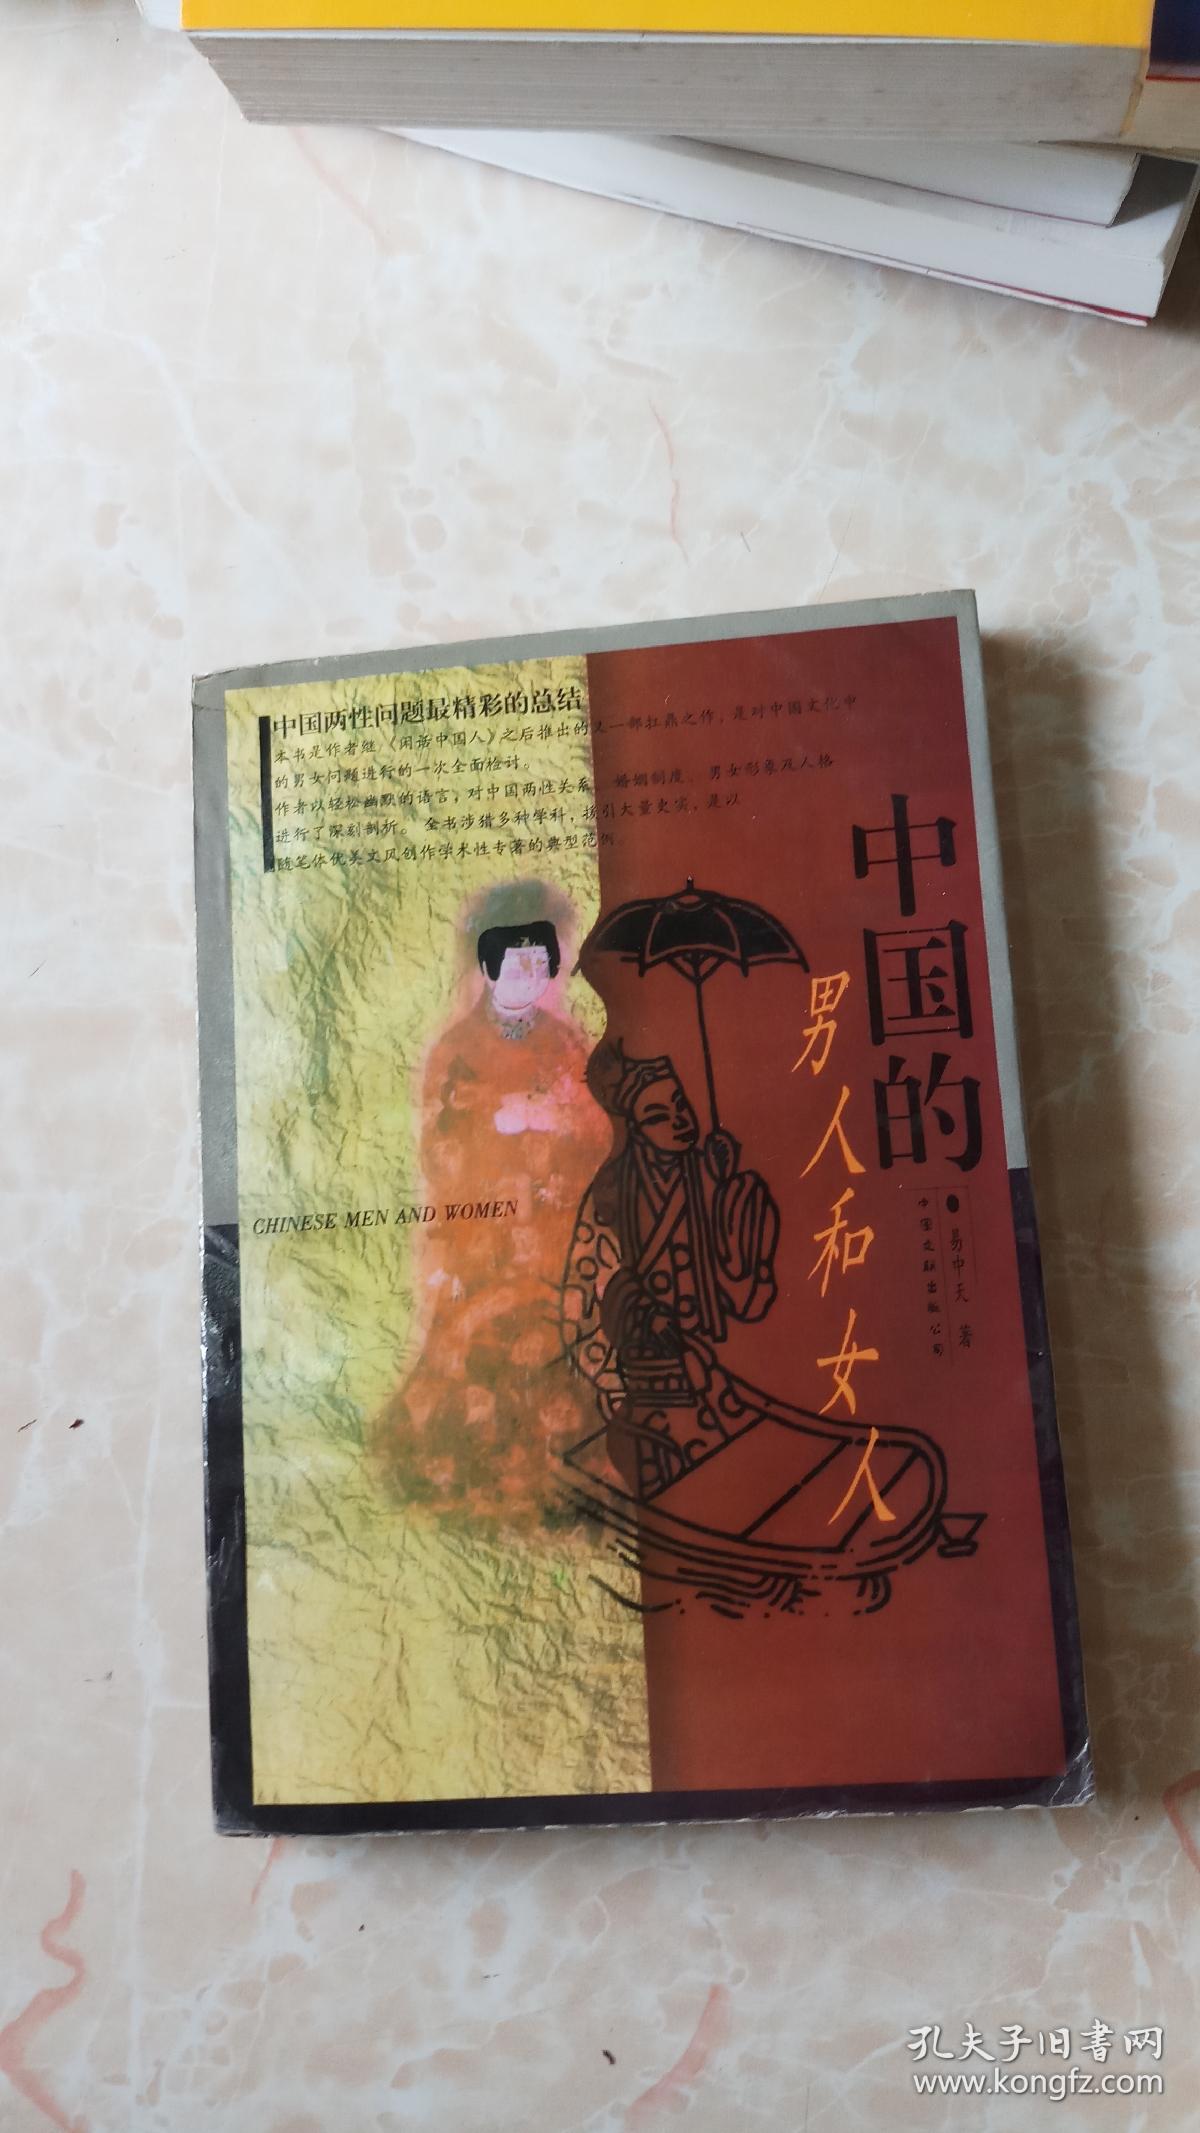 中国两性问题最精彩的总结
本书是作者继《闲话中国人》之后推出的又一部扛鼎之作，是对中国文化中
的男女问题进行的一次全面检讨。
作者以轻松幽默的语言，对中国两性关系、婚姻制度、男女形象及人格
进行了深刻剖析。全书涉猎多种学科，援引大量史实，是以
随笔体优美文风创作学术性专著的典型范例。
中国的
男人和女人
易中天 著
中国文联出版公司
CHINESE MEN AND WOMEN
孔夫子旧书网
www.kongfz.com